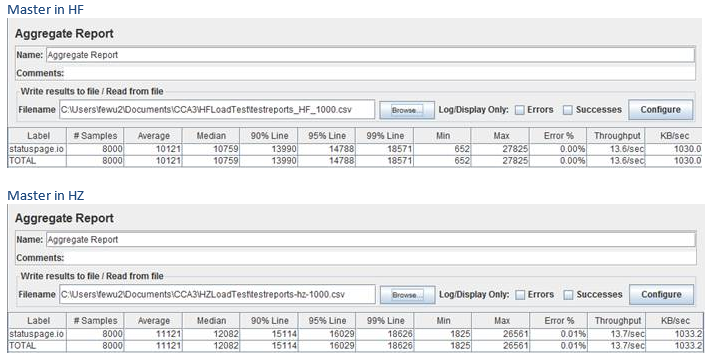 Master in HF
Aggregate Report
Name: Aggregate Report
Comments:
Write results to file / Read from file
Filename C:\Users\fewu2\Documents\CCA3\HFLoadTest\testreports_HF_1000.csv Browse... Log/Display Only: Errors Successes Configure
Label # Samples Average Median 90% Line 95% Line 99% Line Min Max Error % Throughput KB/sec
statuspage.io 8000 10121 10759 13990 14788 18571 652 27825 0.00% 13.6/sec 1030.0
TOTAL 8000 10121 10759 13990 14788 18571 652 27825 0.00% 13.6/sec 1030.0
Master in HZ
Aggregate Report
Name: Aggregate Report
Comments:
Write results to file / Read from file
Filename C:\Users\fewu2\Documents\CCA3\HZLoadTest\testreports-hz-1000.csv Browse... Log/Display Only: Errors Successes Configure
Label # Samples Average Median 90% Line 95% Line 99% Line Min Max Error % Throughput KB/sec
statuspage.io 8000 11121 12082 15114 16029 18626 1825 26561 0.01% 13.7/sec 1033.2
TOTAL 8000 11121 12082 15114 16029 18626 1825 26561 0.01% 13.7/sec 1033.2